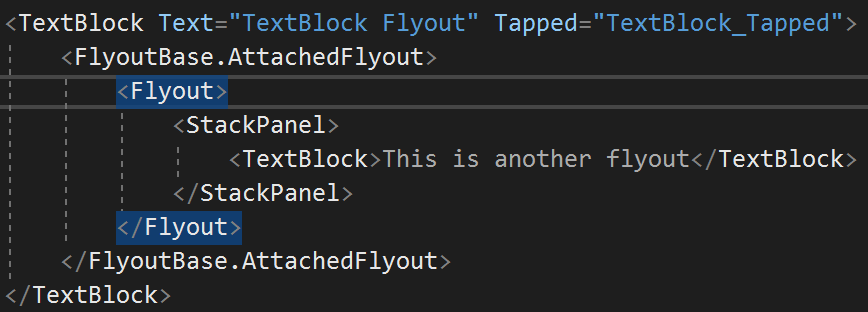 <TextBlock Text="TextBlock Flyout" Tapped="TextBlock_Tapped">
    <FlyoutBase.AttachedFlyout>
        <Flyout>
            <StackPanel>
                <TextBlock>This is another flyout</TextBlock>
            </StackPanel>
        </Flyout>
    </FlyoutBase.AttachedFlyout>
</TextBlock>